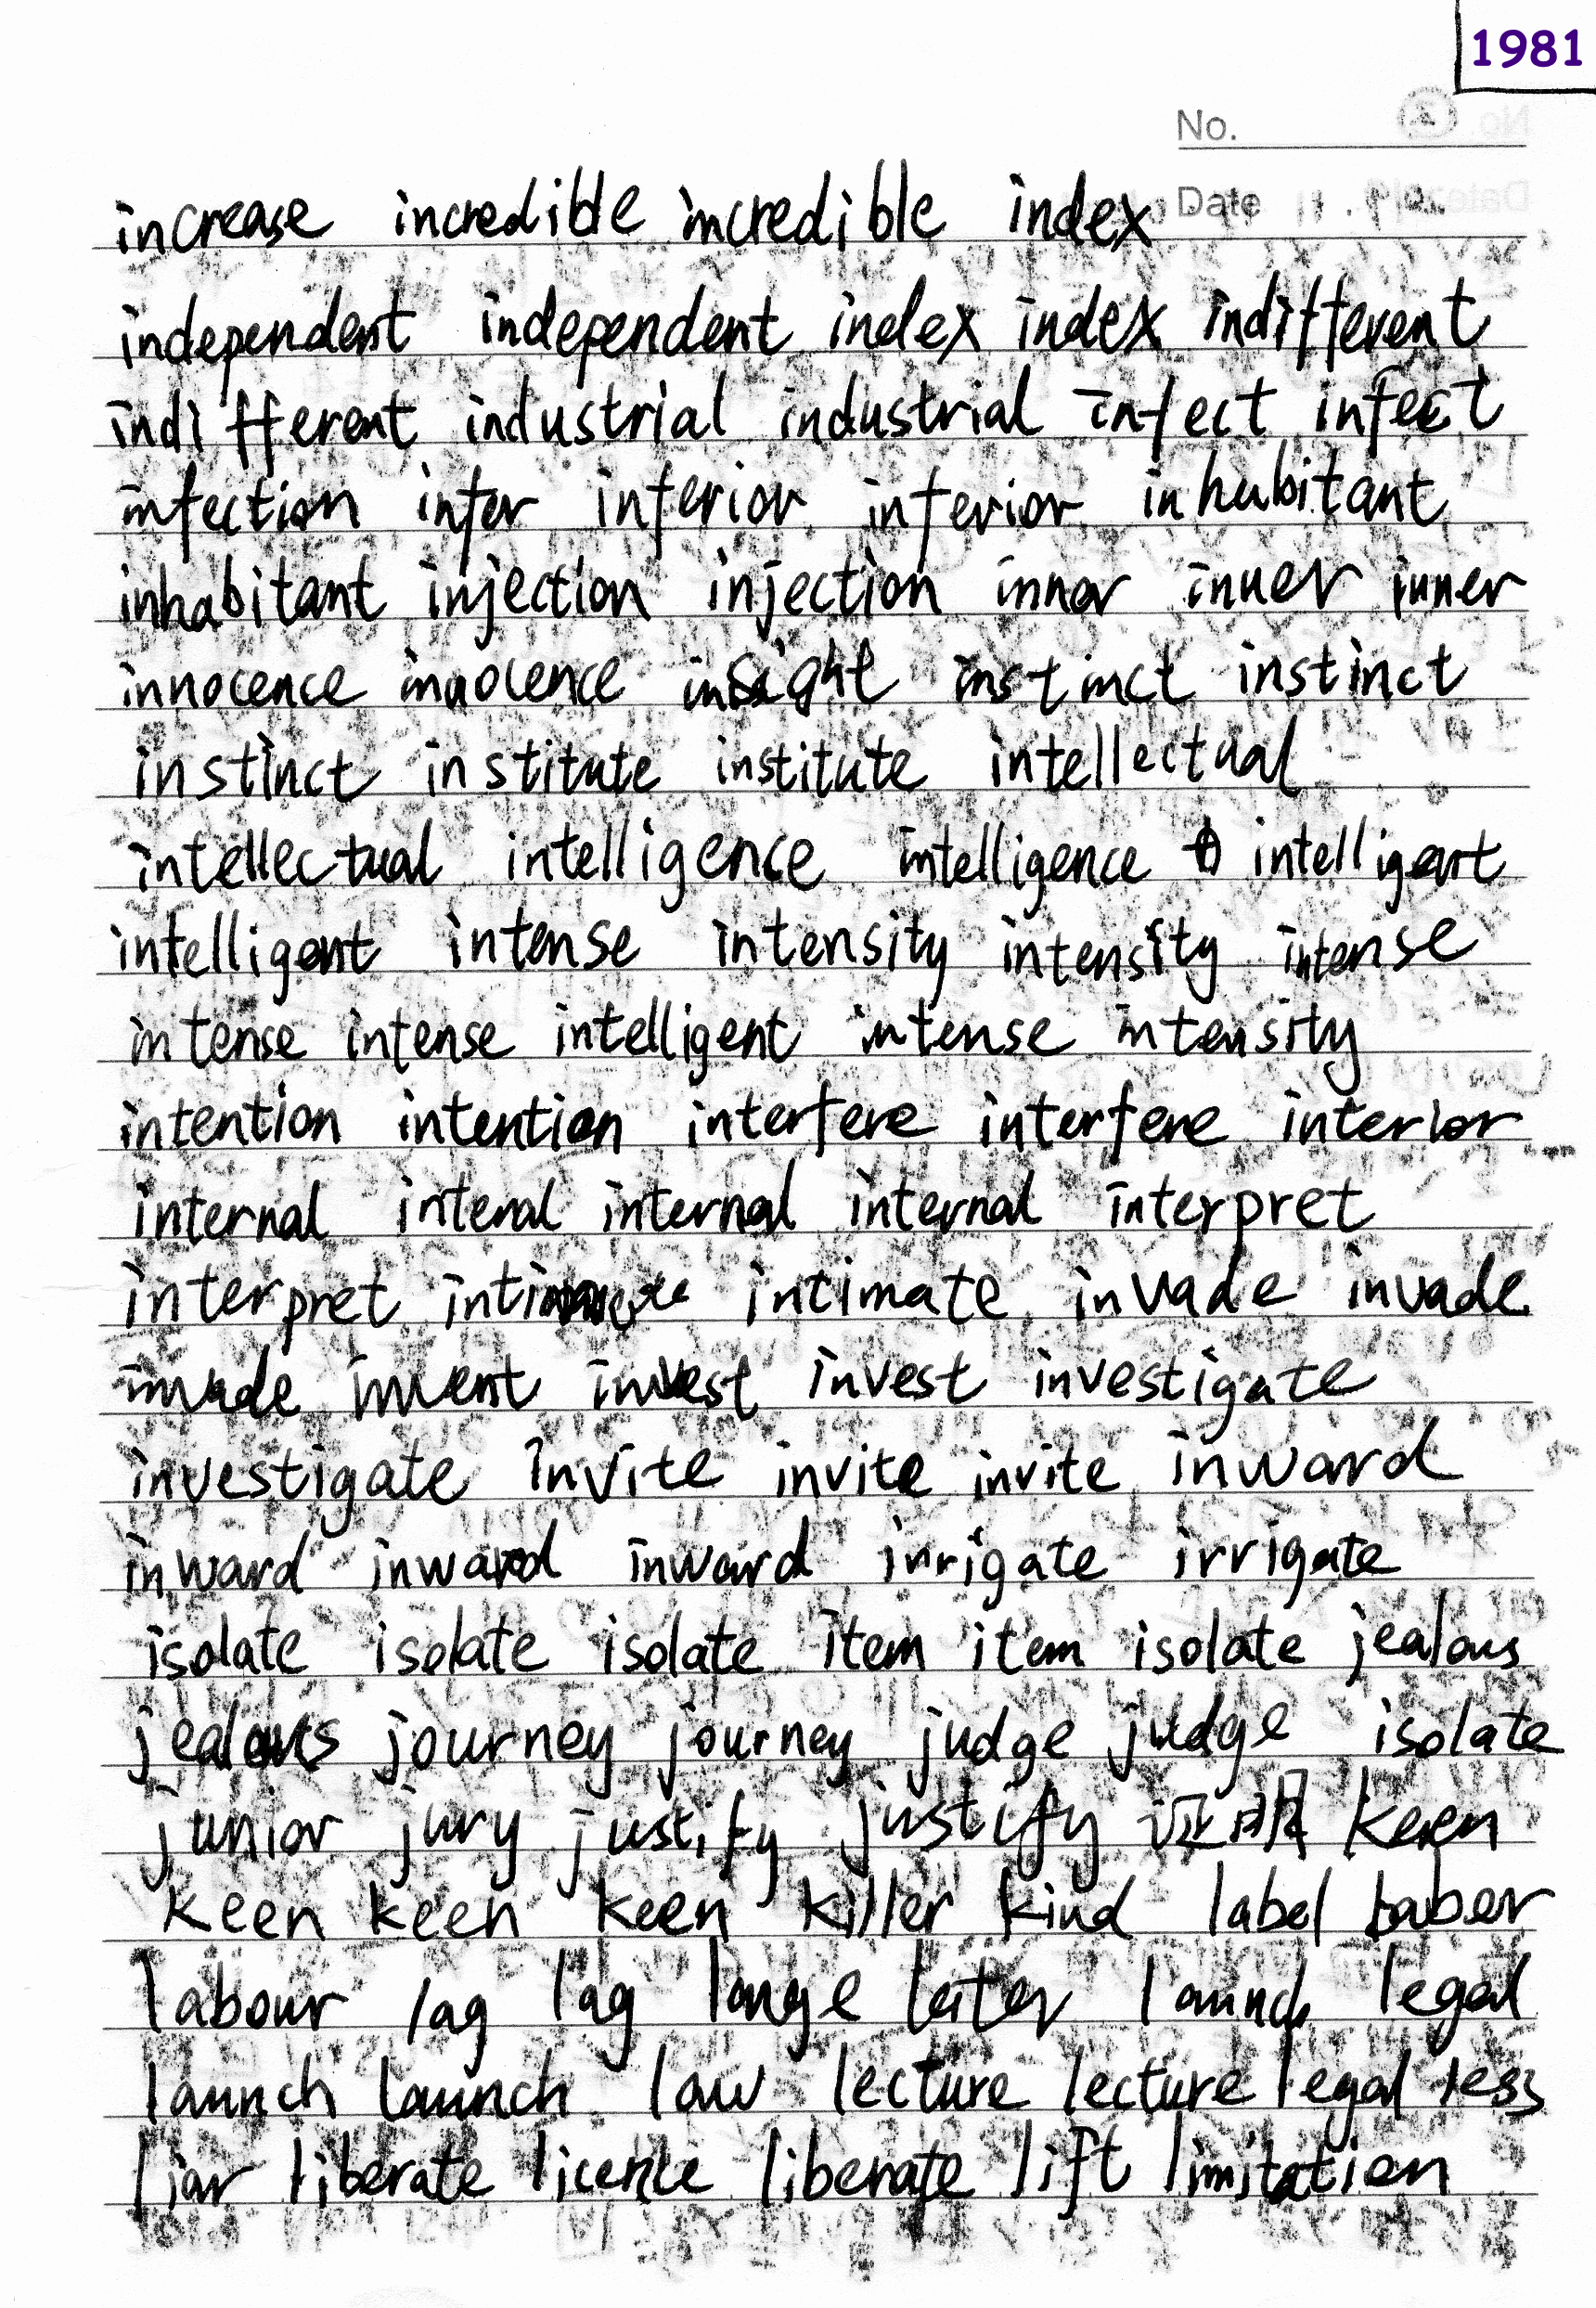 1981
No.
Date
increase incredible incredible index
independent independent index index indifferent
indifferent industrial industrial infect infect
infection infer inferior inferior inhabitant
inhabitant injection injection inner inner inner
innocence innocence insight instinct instinct
instinct institute institute intellectual
intellectual intelligence intelligence intelligent
intelligent intense intensity intensity intense
intense intense intelligent intense intensity
intention intention interfere interfere interior
internal interal internal internal interpret
interpret intimate invade invade
invade invent invest invest investigate
investigate invite invite invite inward
inward inward inward irrigate irrigate
isolate isolate isolate item item isolate jealous
jealous journey journey judge judge isolate
junior jury justify justify 证明 keen
keen keen keen killer kind label
labour lag lag large later launch legal
launch launch law lecture lecture legal less
liar liberate licence liberate lift limitation